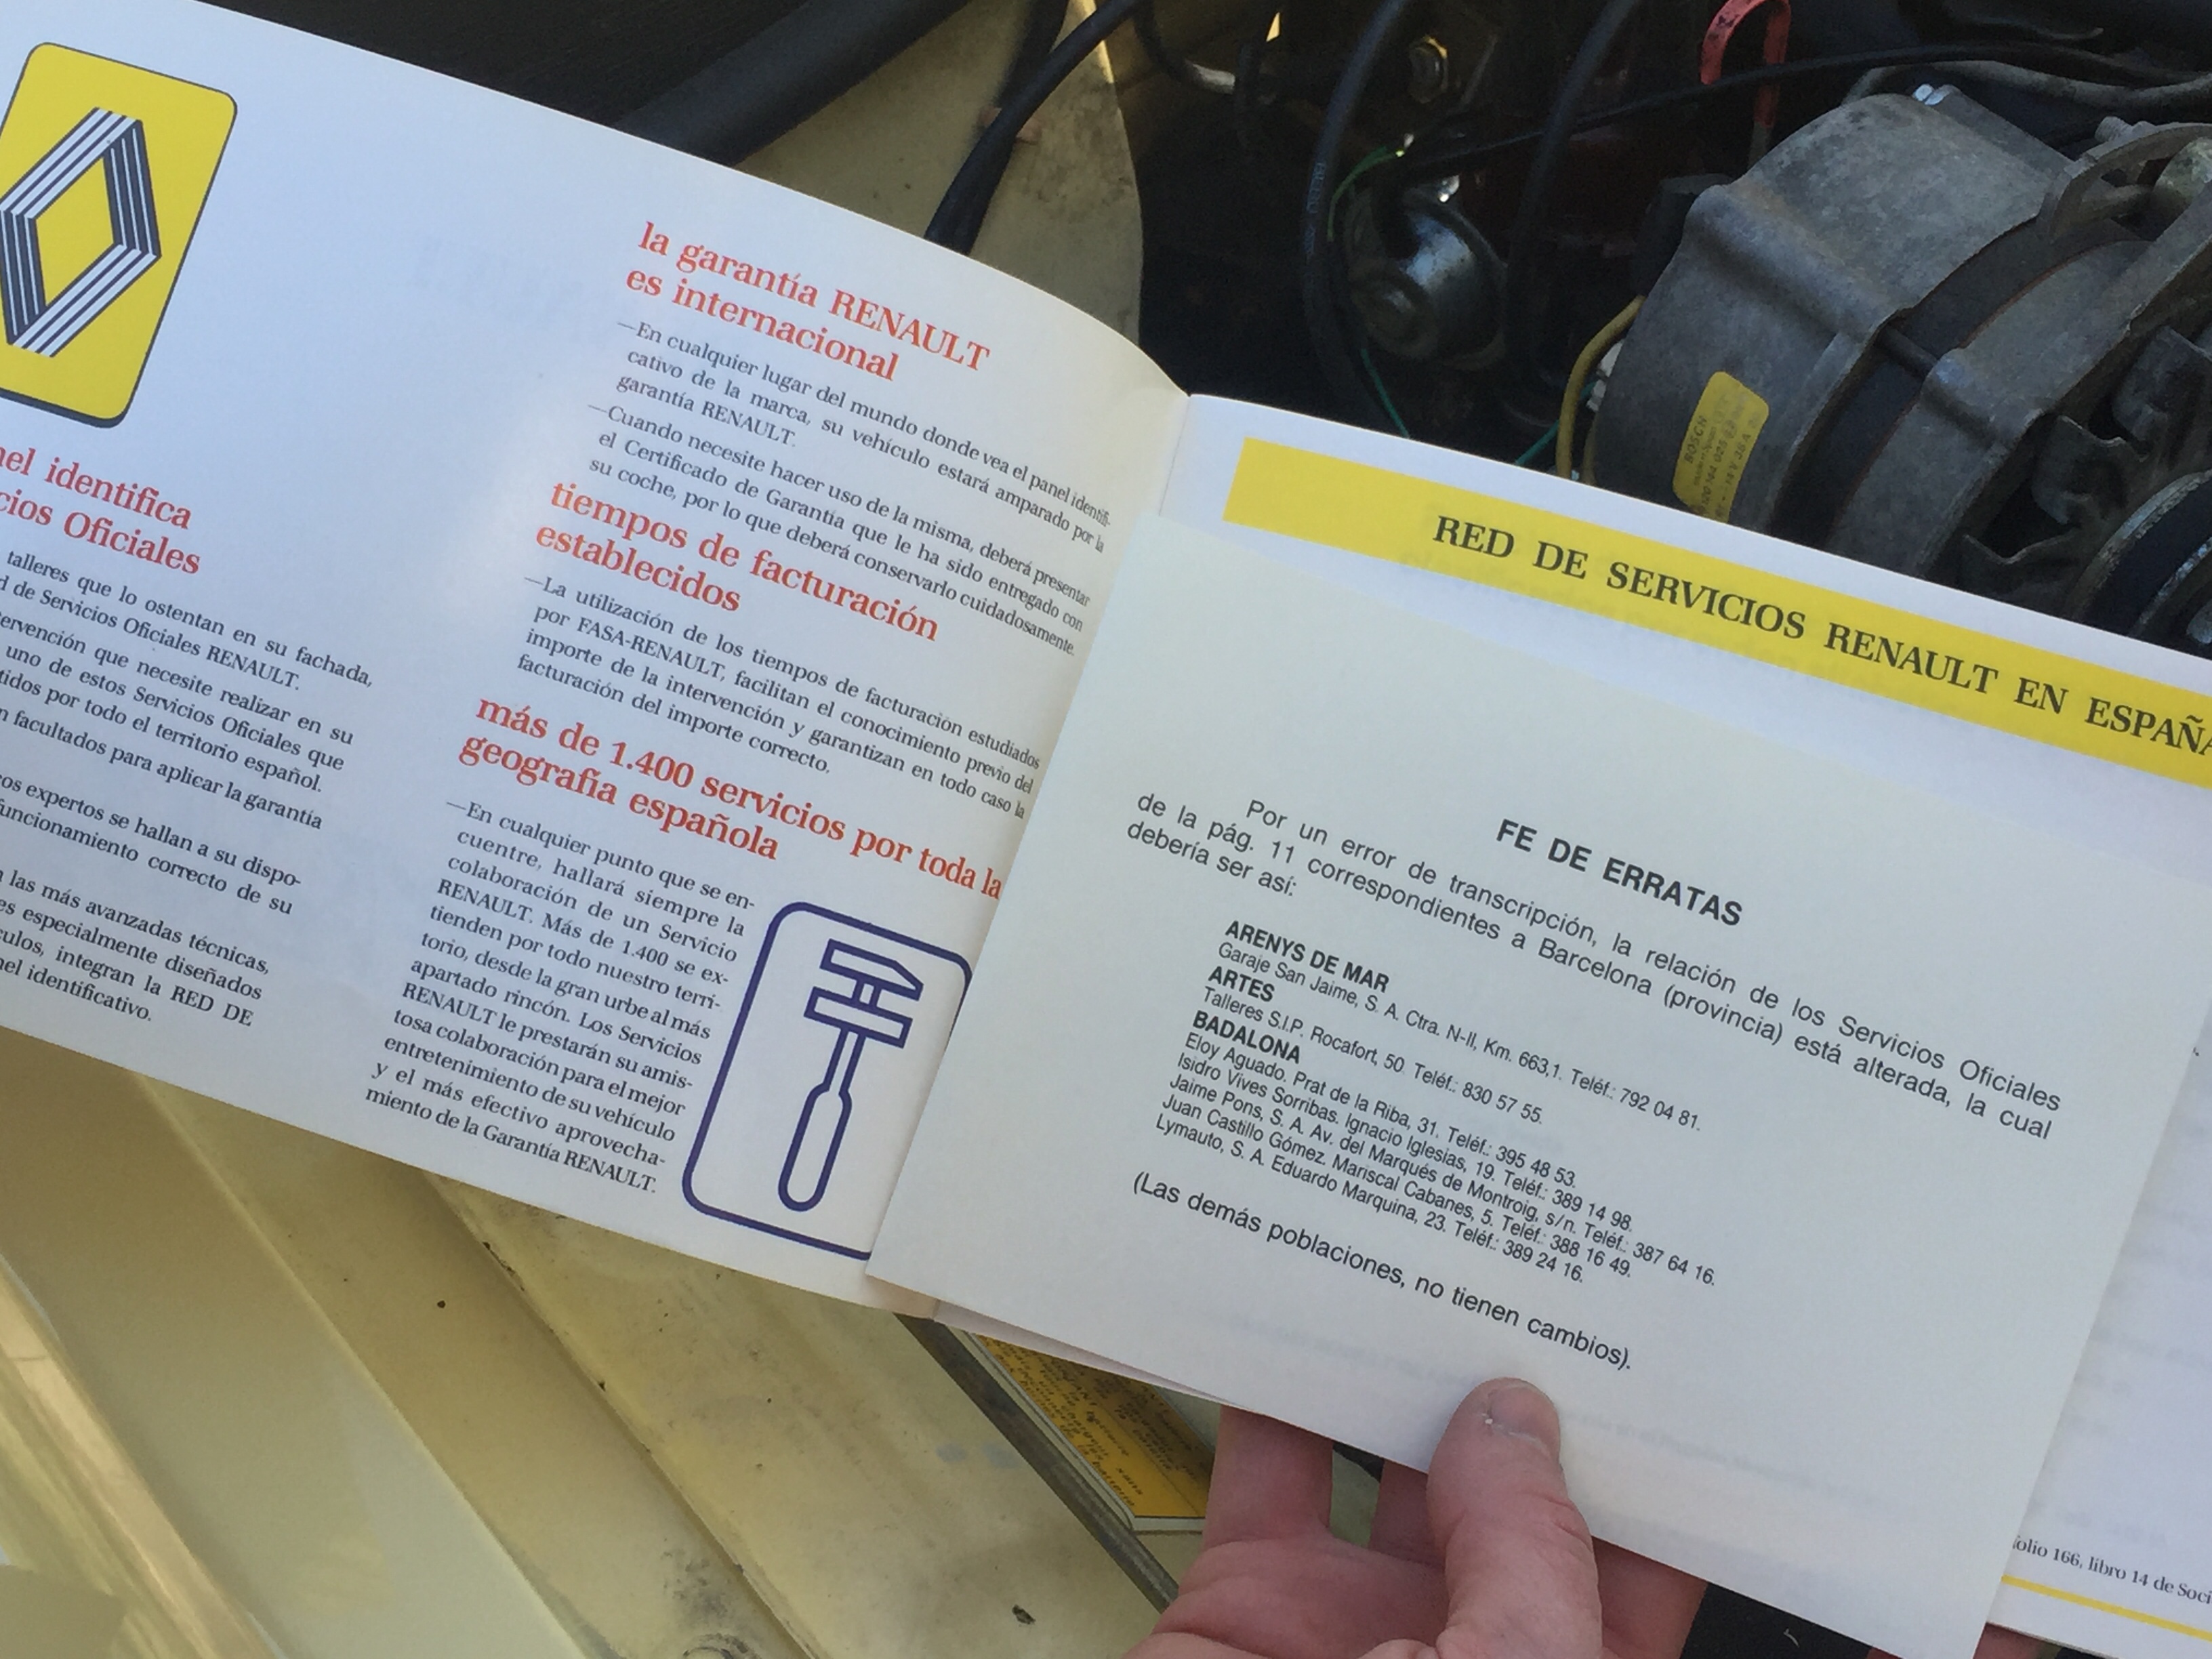 nel identifica
cios Oficiales
talleres que lo ostentan en su fachada,
d de Servicios Oficiales RENAULT.
ervención que necesite realizar en su
uno de estos Servicios Oficiales que
tidos por todo el territorio español.
n facultados para aplicar la garantía
os expertos se hallan a su dispo-
funcionamiento correcto de su
las más avanzadas técnicas,
es especialmente diseñados
culos, integran la RED DE
nel identificativo.
la garantía RENAULT
es internacional
—En cualquier lugar del mundo donde vea el panel identifi-
cativo de la marca, su vehículo estará amparado por la
garantía RENAULT.
—Cuando necesite hacer uso de la misma, deberá presentar
el Certificado de Garantía que le ha sido entregado con
su coche, por lo que deberá conservarlo cuidadosamente.
tiempos de facturación
establecidos
—La utilización de los tiempos de facturación estudiados
por FASA-RENAULT, facilitan el conocimiento previo del
importe de la intervención y garantizan en todo caso la
facturación del importe correcto.
más de 1.400 servicios por toda la
geografía española
—En cualquier punto que se en-
cuentre, hallará siempre la
colaboración de un Servicio
RENAULT. Más de 1.400 se ex-
tienden por todo nuestro terri-
torio, desde la gran urbe al más
apartado rincón. Los Servicios
RENAULT le prestarán su amis-
tosa colaboración para el mejor
entretenimiento de su vehículo
y el más efectivo aprovecha-
miento de la Garantía RENAULT.
RED DE SERVICIOS RENAULT EN ESPAÑA
FE DE ERRATAS
Por un error de transcripción, la relación de los Servicios Oficiales
de la pág. 11 correspondientes a Barcelona (provincia) está alterada, la cual
debería ser así:
ARENYS DE MAR
Garaje San Jaime, S. A. Ctra. N-II, Km. 663,1. Teléf.: 792 04 81.
ARTES
Talleres S.I.P. Rocafort, 50. Teléf.: 830 57 55.
BADALONA
Eloy Aguado. Prat de la Riba, 31. Teléf.: 395 48 53.
Isidro Vives Sorribas. Ignacio Iglesias, 19. Teléf.: 389 14 98.
Jaime Pons, S. A. Av. del Marqués de Montroig, s/n. Teléf.: 387 64 16.
Juan Castillo Gómez. Mariscal Cabanes, 5. Teléf.: 388 16 49.
Lymauto, S. A. Eduardo Marquina, 23. Teléf.: 389 24 16.
(Las demás poblaciones, no tienen cambios).
folio 166, libro 14 de Soci
BOSCH